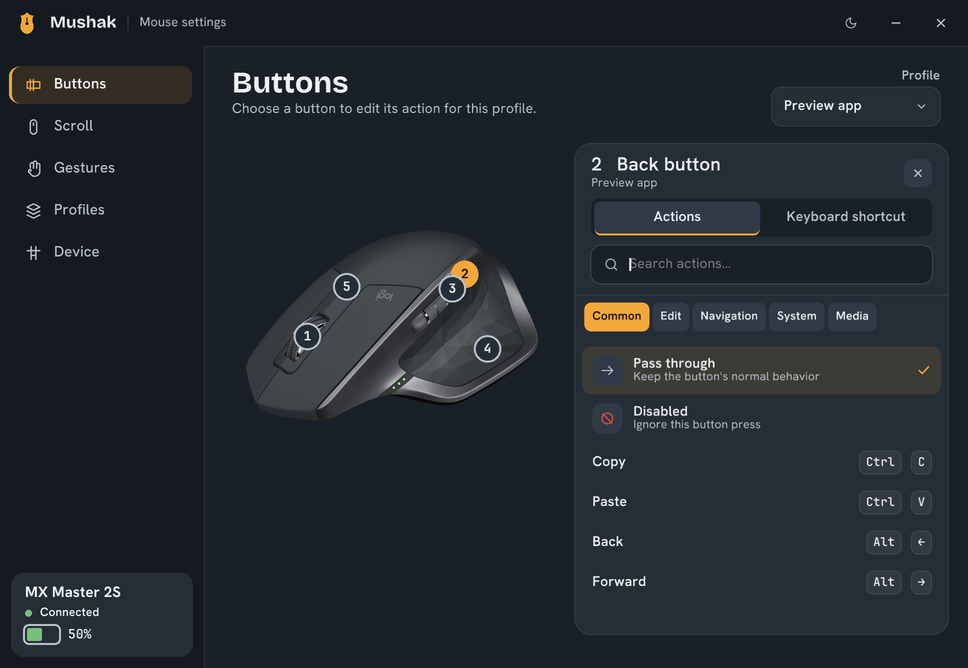 Mushak
Mouse settings
Buttons
Scroll
Gestures
Profiles
Device
MX Master 2S
Connected
50%
Buttons
Choose a button to edit its action for this profile.
Profile
Preview app
1
2
3
4
5
logi
2 Back button
Preview app
Actions
Keyboard shortcut
Search actions...
Common
Edit
Navigation
System
Media
Pass through
Keep the button's normal behavior
Disabled
Ignore this button press
Copy Ctrl C
Paste Ctrl V
Back Alt ←
Forward Alt →